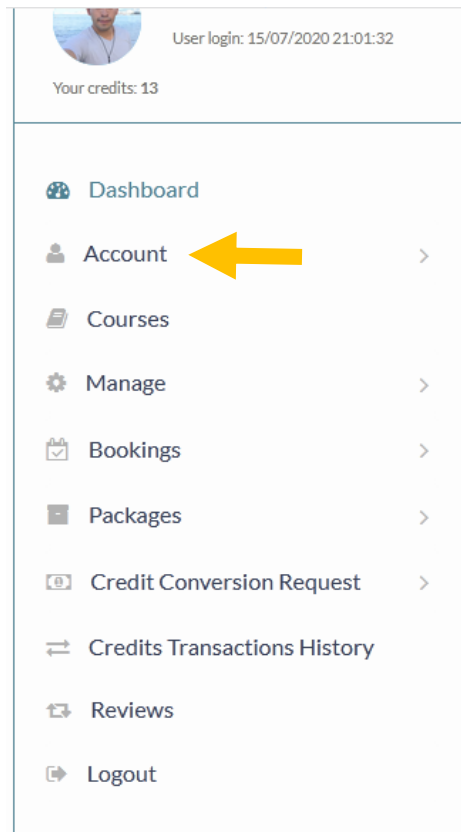 User login: 15/07/2020 21:01:32
Your credits: 13
Dashboard
Account
Courses
Manage
Bookings
Packages
Credit Conversion Request
Credits Transactions History
Reviews
Logout